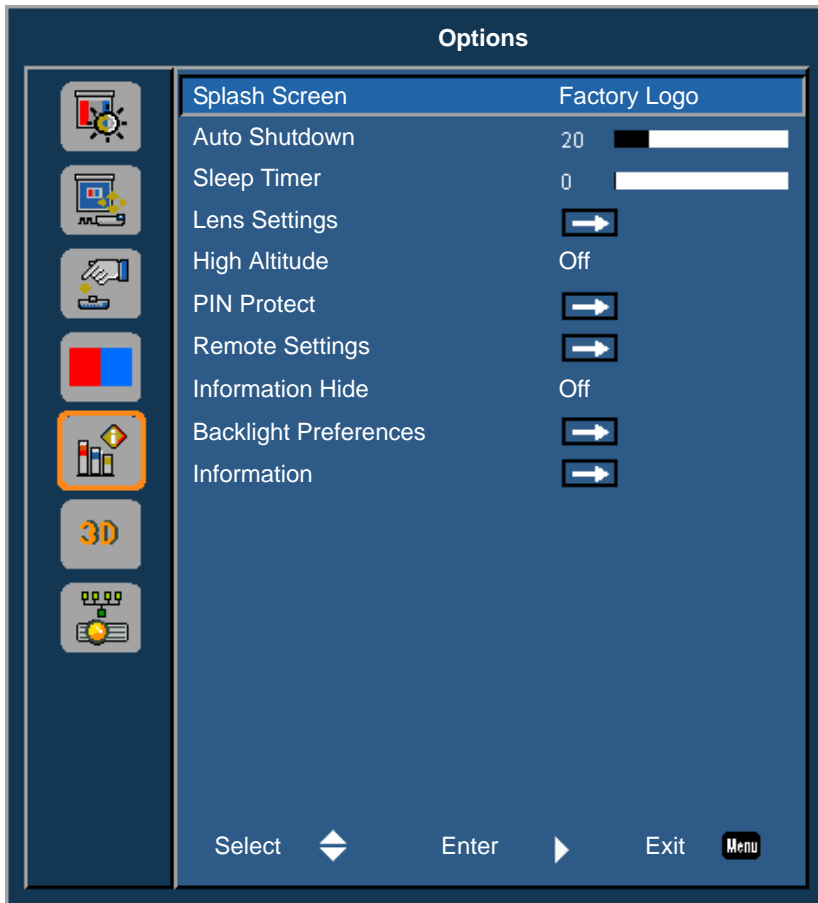 Options
Splash Screen Factory Logo
Auto Shutdown 20
Sleep Timer 0
Lens Settings
High Altitude Off
PIN Protect
Remote Settings
Information Hide Off
Backlight Preferences
Information
3D
Select Enter Exit Menu